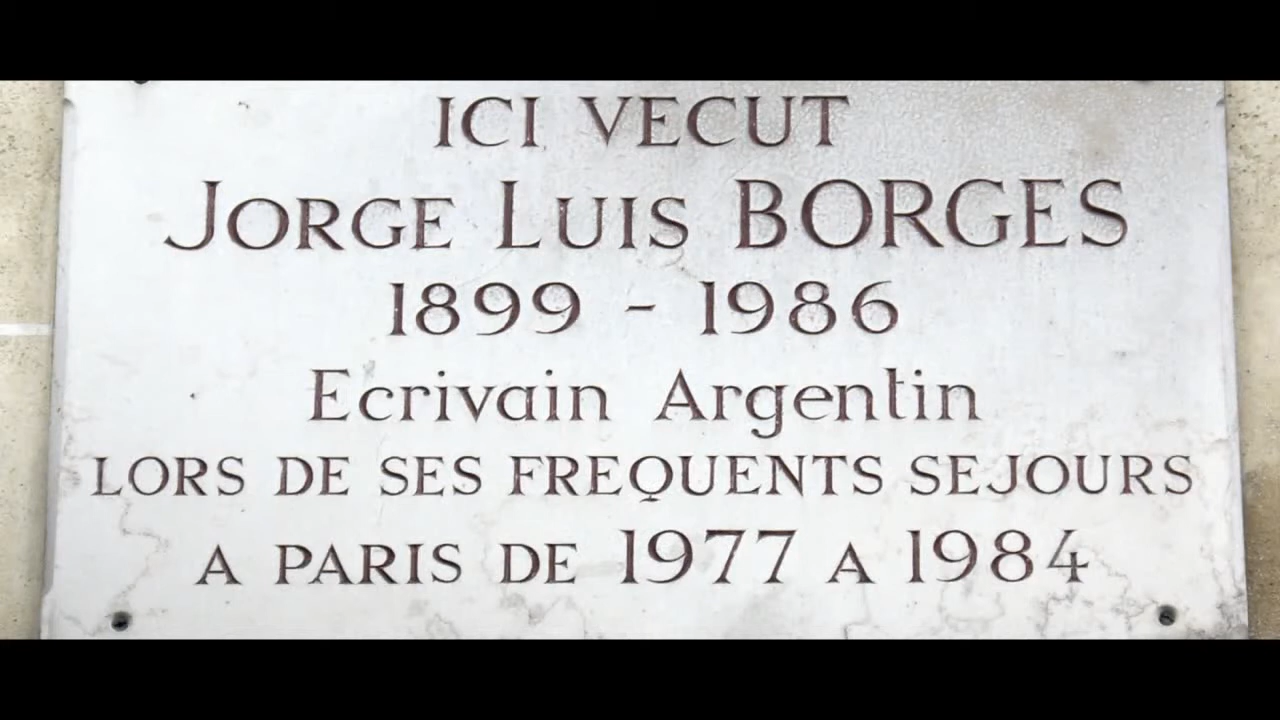 ICI VECUT
JORGE LUIS BORGES
1899 - 1986
Ecrivain Argentin
LORS DE SES FREQUENTS SEJOURS
A PARIS DE 1977 A 1984